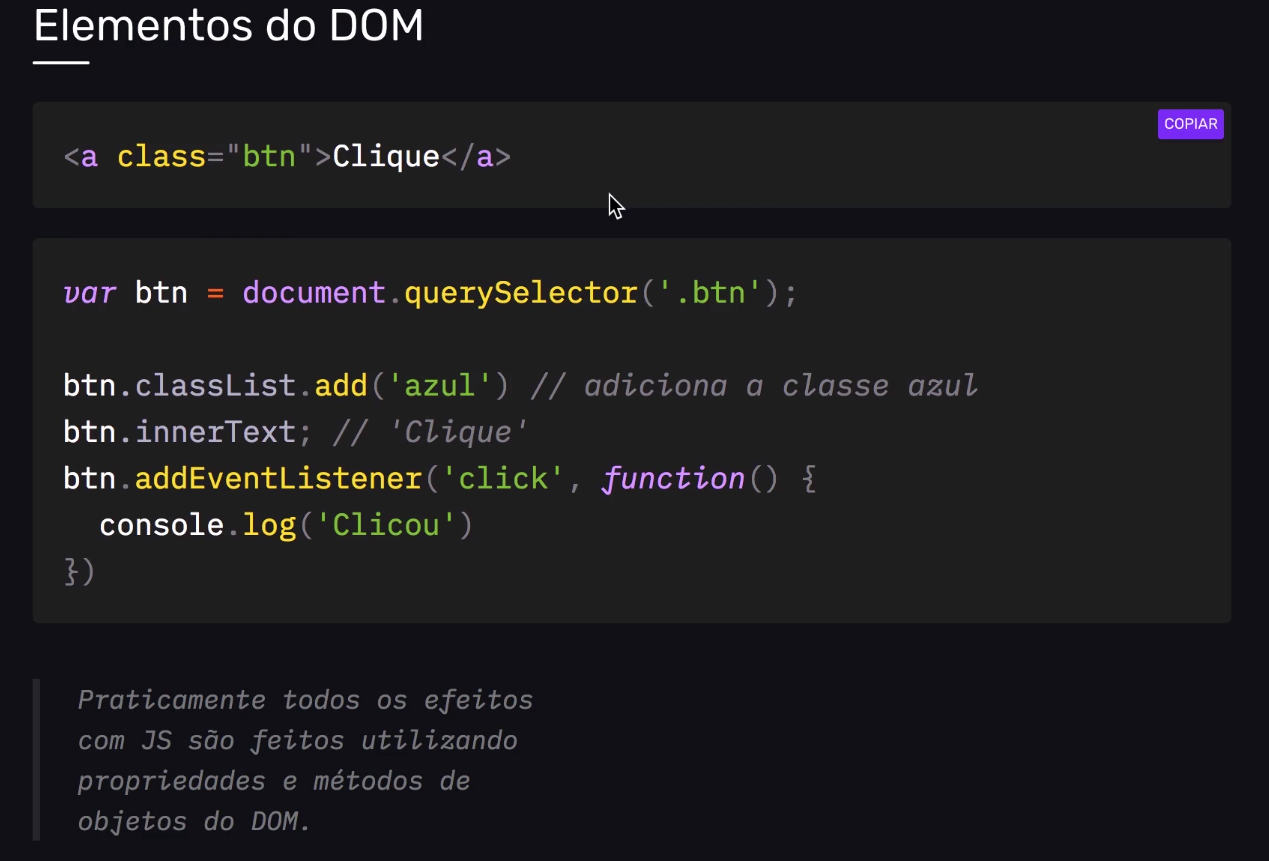 Elementos do DOM
COPIAR
<a class="btn">Clique</a>
var btn = document.querySelector('.btn');
btn.classList.add('azul') // adiciona a classe azul
btn.innerText; // 'Clique'
btn.addEventListener('click', function() {
  console.log('Clicou')
})
Praticamente todos os efeitos
com JS são feitos utilizando
propriedades e métodos de
objetos do DOM.